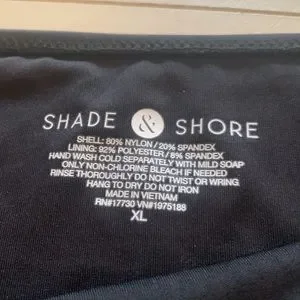 SHADE & SHORE
SHELL: 80% NYLON / 20% SPANDEX
LINING: 92% POLYESTER / 8% SPANDEX
HAND WASH COLD SEPARATELY WITH MILD SOAP
ONLY NON-CHLORINE BLEACH IF NEEDED
RINSE THOROUGHLY DO NOT TWIST OR WRING
HANG TO DRY DO NOT IRON
MADE IN VIETNAM
RN#17730 VN#1975188
XL